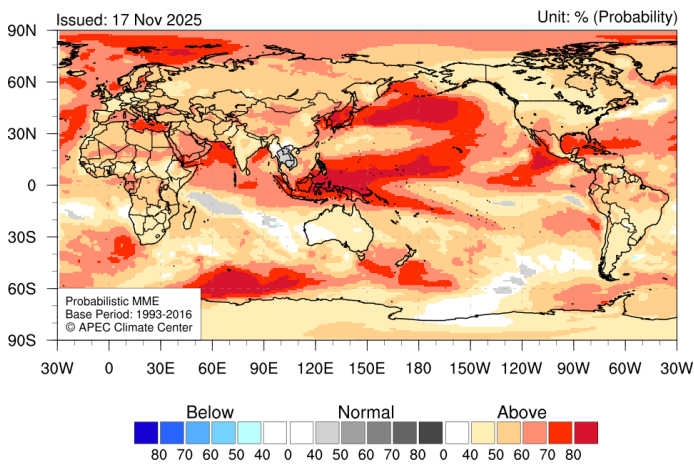 Issued: 17 Nov 2025
Unit: % (Probability)
90N
60N
30N
0
30S
60S
90S
Probabilistic MME
Base Period: 1993-2016
© APEC Climate Center
30W 0 30E 60E 90E 120E 150E 180 150W 120W 90W 60W 30W
Below Normal Above
80 70 60 50 40 0 40 50 60 70 80 0 40 50 60 70 80